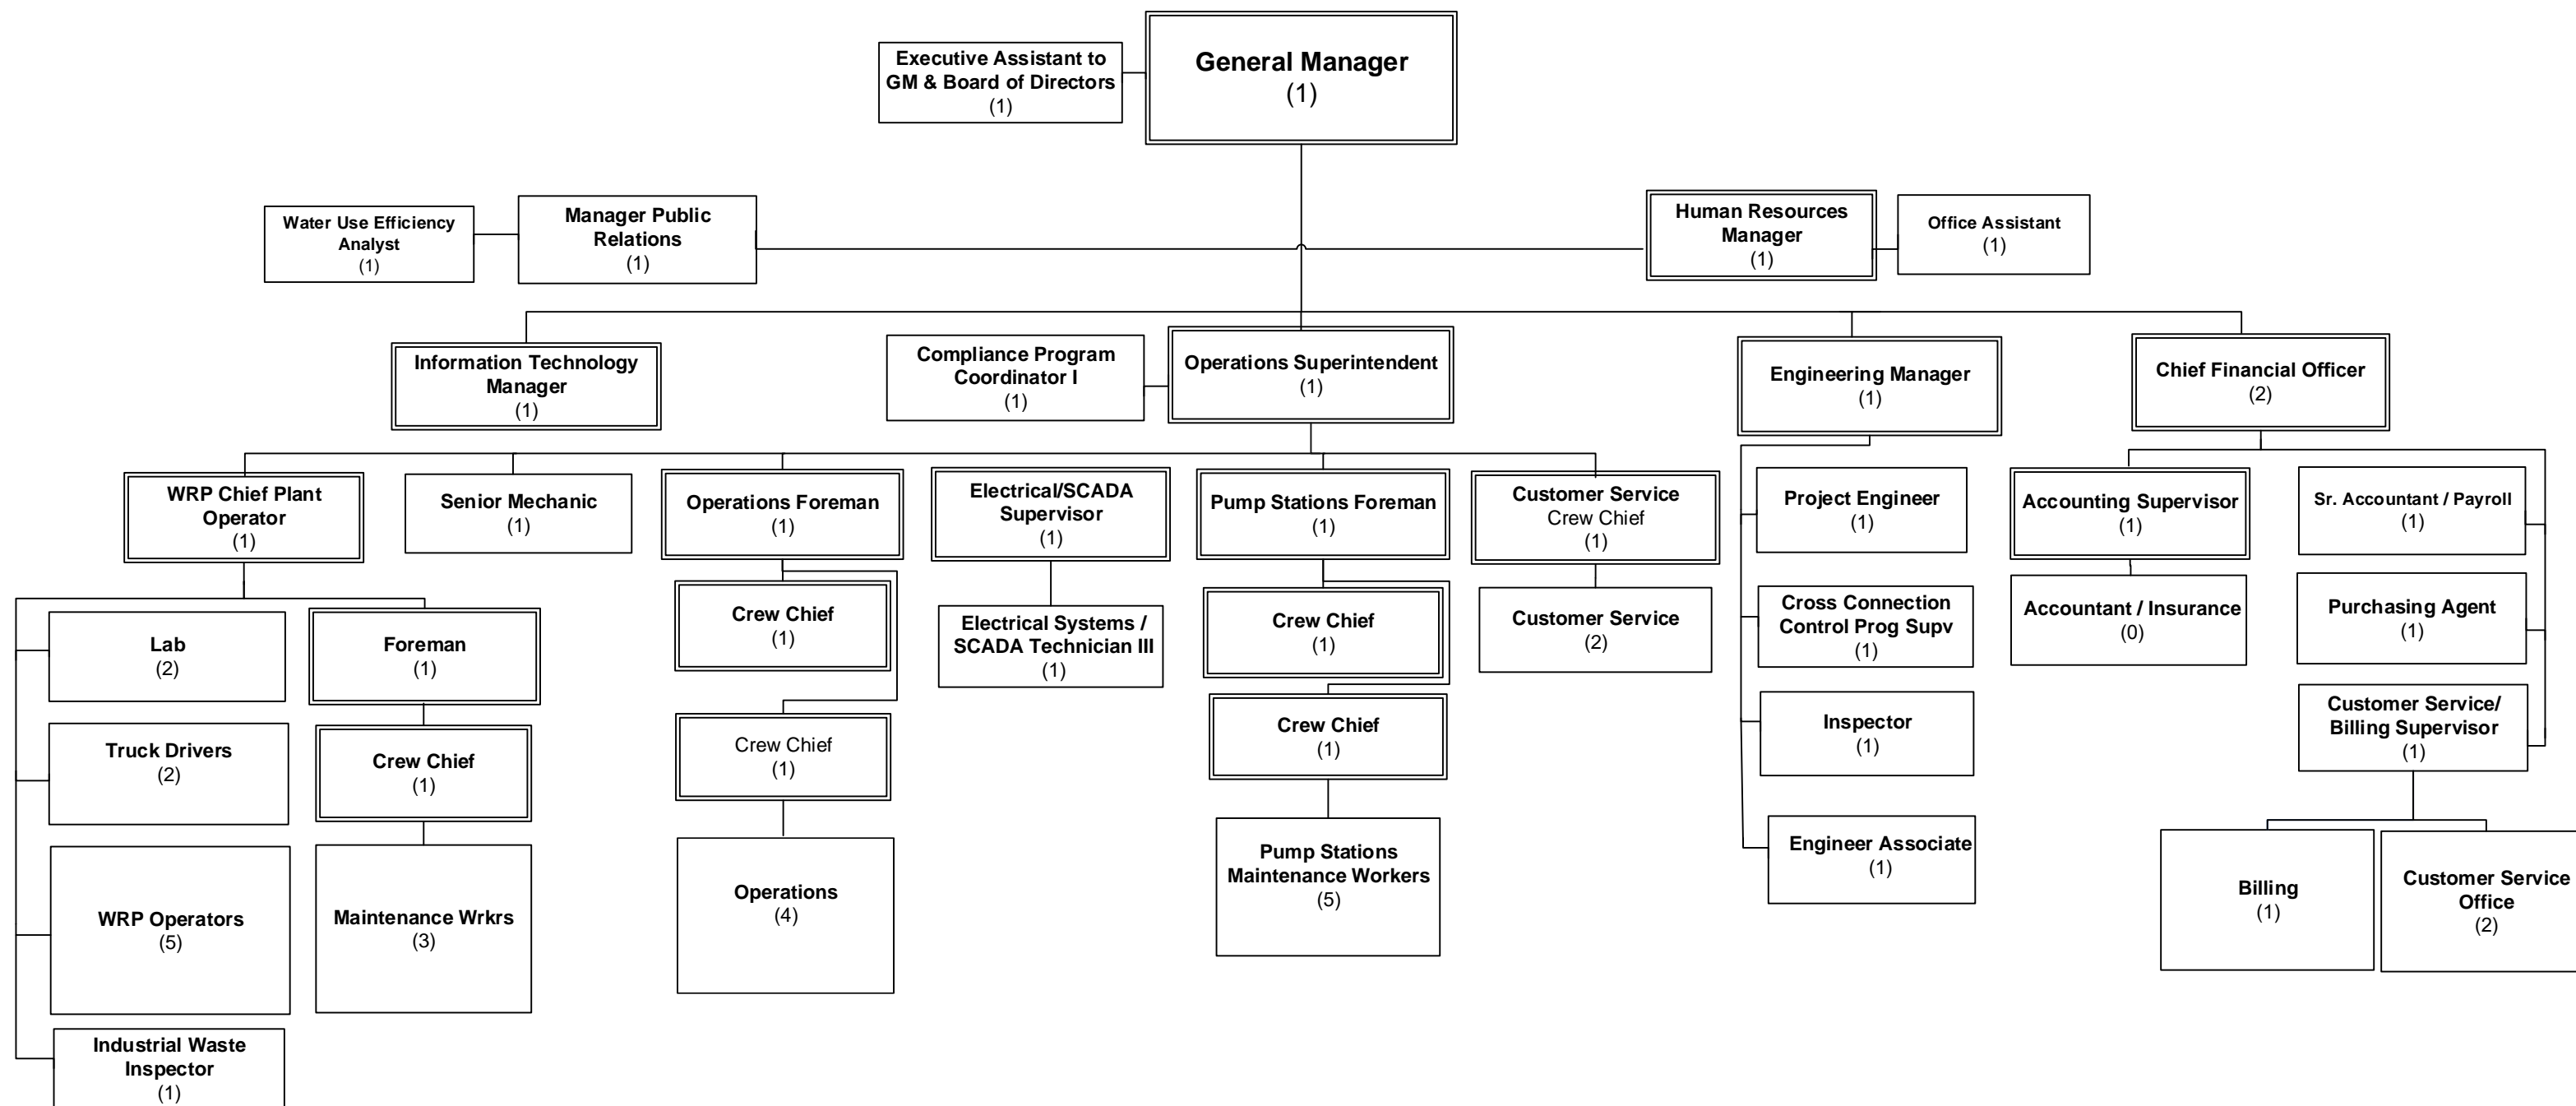 Executive Assistant to
GM & Board of Directors
(1)
General Manager
(1)
Water Use Efficiency
Analyst
(1)
Manager Public
Relations
(1)
Human Resources
Manager
(1)
Office Assistant
(1)
Information Technology
Manager
(1)
Compliance Program
Coordinator I
(1)
Operations Superintendent
(1)
Engineering Manager
(1)
Chief Financial Officer
(2)
WRP Chief Plant
Operator
(1)
Senior Mechanic
(1)
Operations Foreman
(1)
Electrical/SCADA
Supervisor
(1)
Pump Stations Foreman
(1)
Customer Service
Crew Chief
(1)
Project Engineer
(1)
Accounting Supervisor
(1)
Sr. Accountant / Payroll
(1)
Lab
(2)
Foreman
(1)
Crew Chief
(1)
Electrical Systems /
SCADA Technician III
(1)
Crew Chief
(1)
Customer Service
(2)
Cross Connection
Control Prog Supv
(1)
Accountant / Insurance
(0)
Purchasing Agent
(1)
Truck Drivers
(2)
Crew Chief
(1)
Crew Chief
(1)
Crew Chief
(1)
Inspector
(1)
Customer Service/
Billing Supervisor
(1)
WRP Operators
(5)
Maintenance Wrkrs
(3)
Operations
(4)
Pump Stations
Maintenance Workers
(5)
Engineer Associate
(1)
Billing
(1)
Customer Service
Office
(2)
Industrial Waste
Inspector
(1)